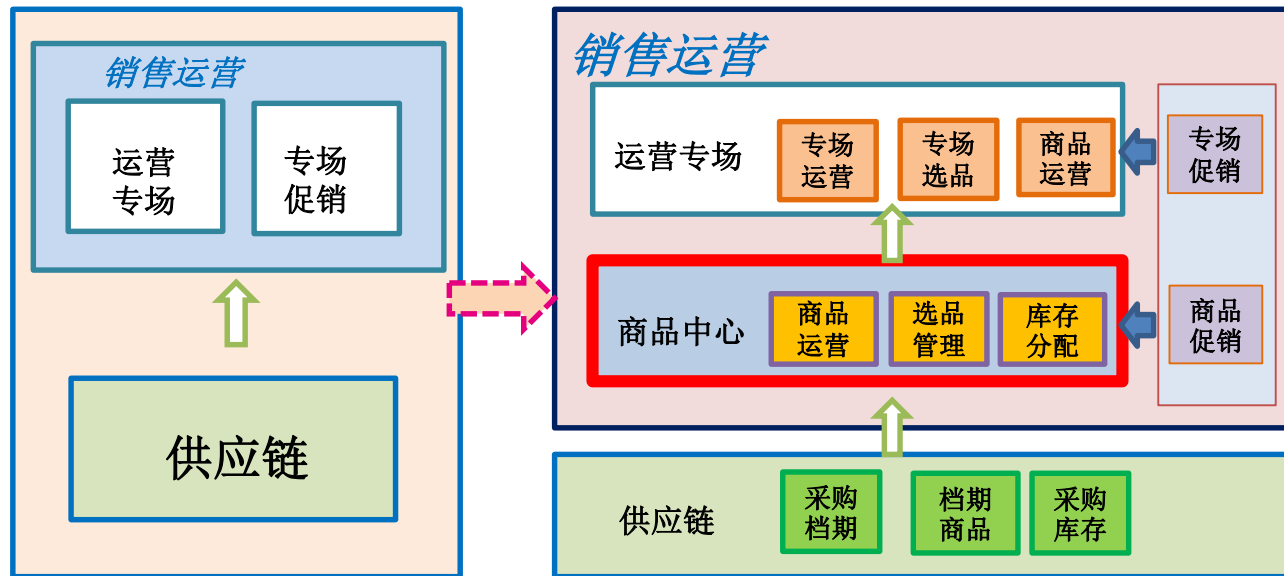 销售运营
运营
专场
专场
促销
供应链
销售运营
运营专场
专场
运营
专场
选品
商品
运营
专场
促销
商品中心
商品
运营
选品
管理
库存
分配
商品
促销
供应链
采购
档期
档期
商品
采购
库存